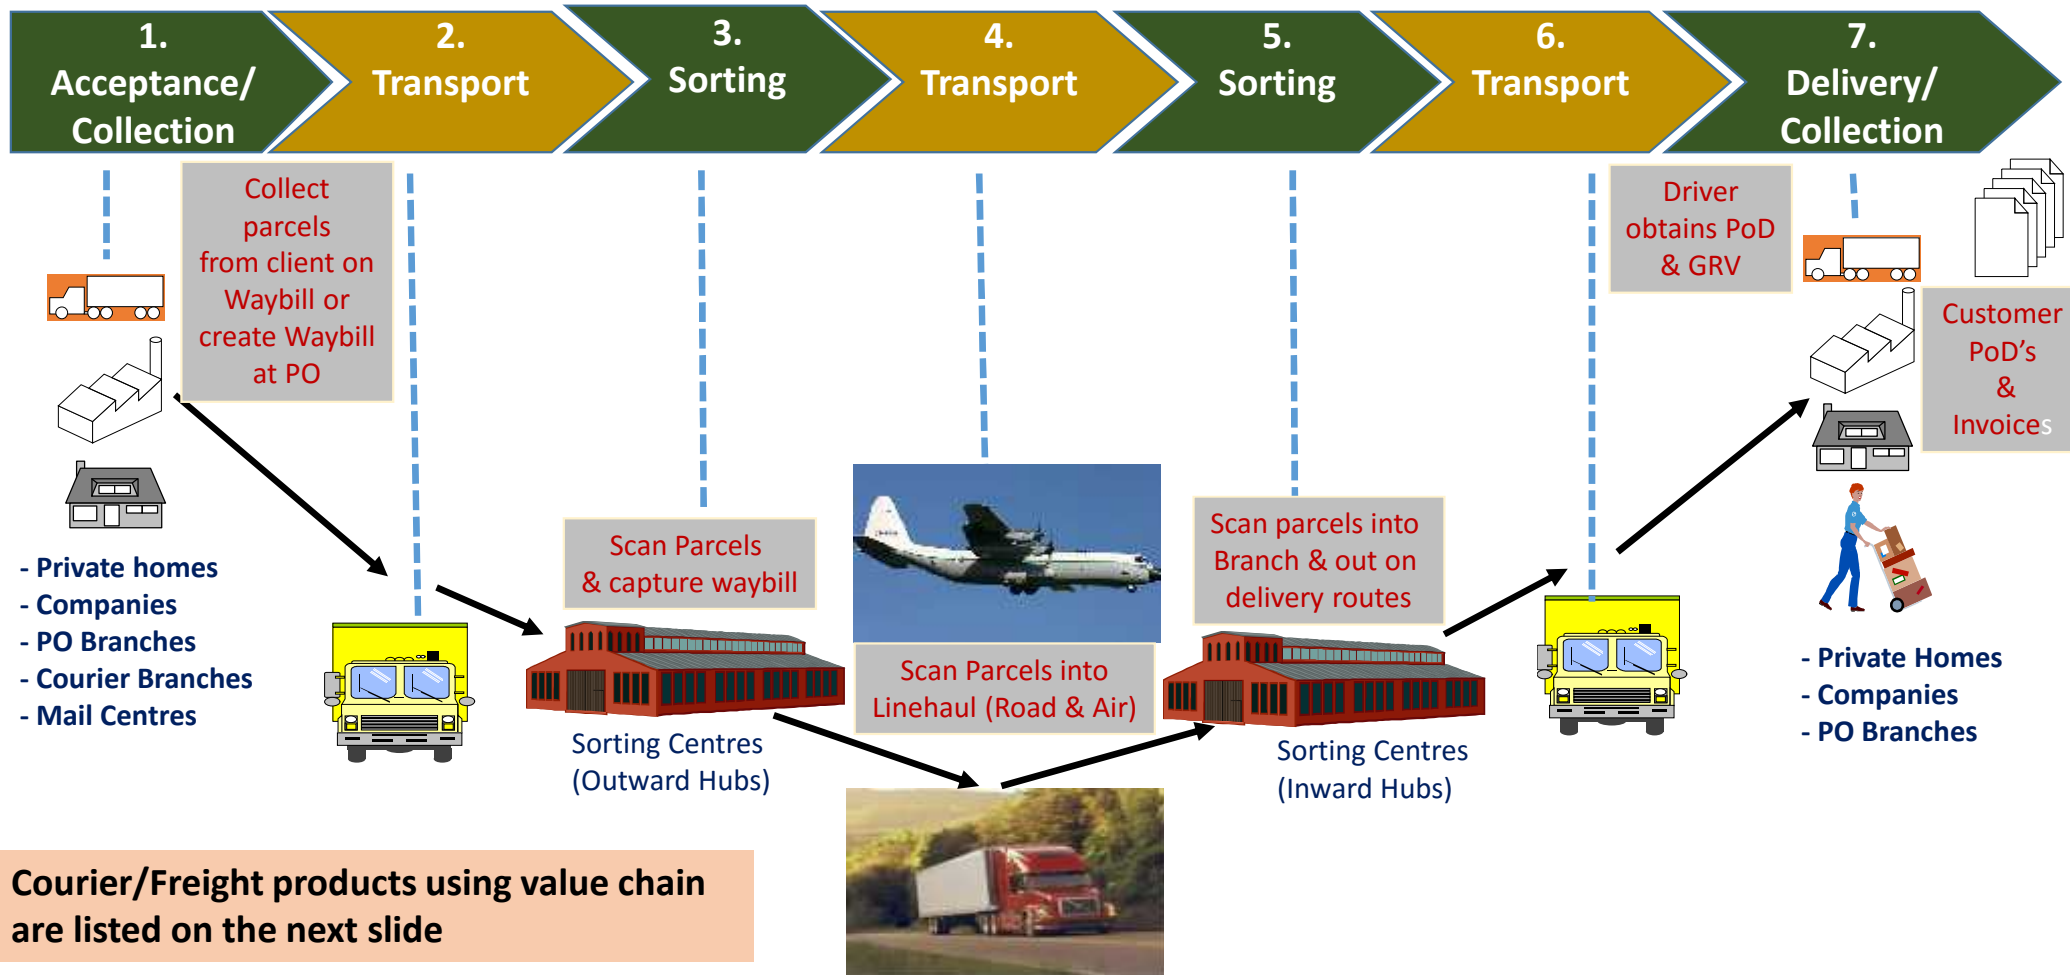 1.
Acceptance/
Collection
2.
Transport
3.
Sorting
4.
Transport
5.
Sorting
6.
Transport
7.
Delivery/
Collection
Collect
parcels
from client on
Waybill or
create Waybill
at PO
- Private homes
- Companies
- PO Branches
- Courier Branches
- Mail Centres
Scan Parcels
& capture waybill
Sorting Centres
(Outward Hubs)
Scan Parcels into
Linehaul (Road & Air)
Scan parcels into
Branch & out on
delivery routes
Sorting Centres
(Inward Hubs)
Driver
obtains PoD
& GRV
Customer
PoD's
&
Invoices
- Private Homes
- Companies
- PO Branches
Courier/Freight products using value chain
are listed on the next slide